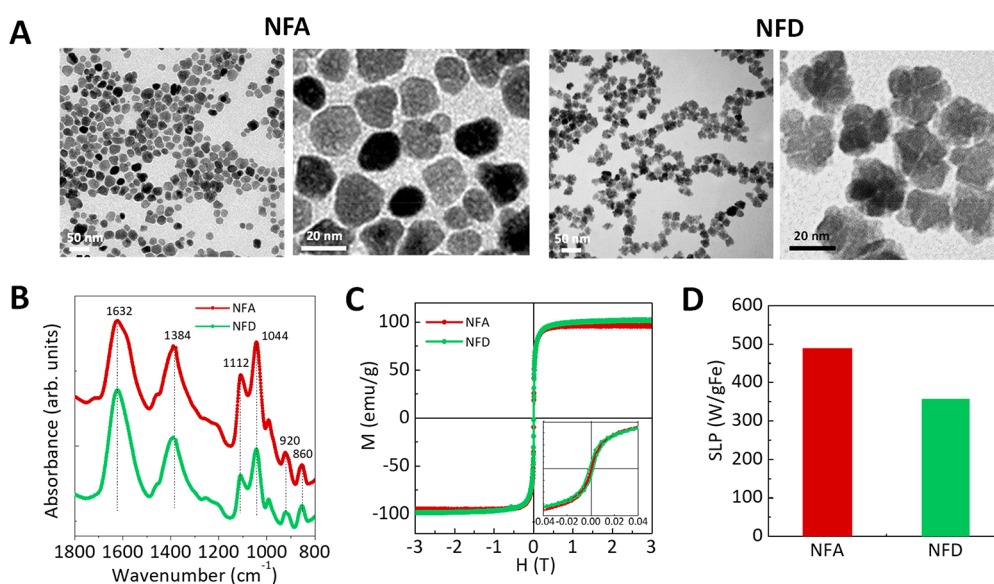 NFA
NFD
A
50 nm
20 nm
50 nm
20 nm
B
Absorbance (arb. units)
NFA
NFD
1632
1384
1112
1044
920
860
1800 1600 1400 1200 1000 800
Wavenumber (cm-1)
C
M (emu/g)
NFA
NFD
100
50
0
-50
-100
-0.04 -0.02 0.00 0.02 0.04
-3 -2 -1 0 1 2 3
H (T)
D
SLP (W/gFe)
600
500
400
300
200
100
0
NFA NFD